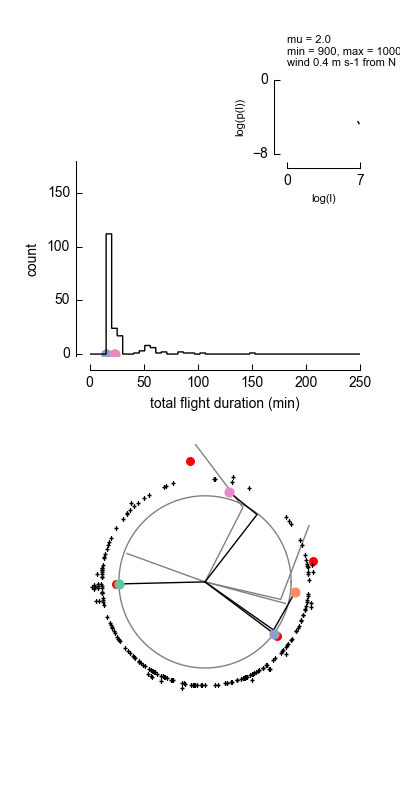 mu = 2.0
min = 900, max = 1000
wind 0.4 m s-1 from N
0
log(p(l))
−8
0 7
log(l)
150
100
50
0
count
0 50 100 150 200 250
total flight duration (min)